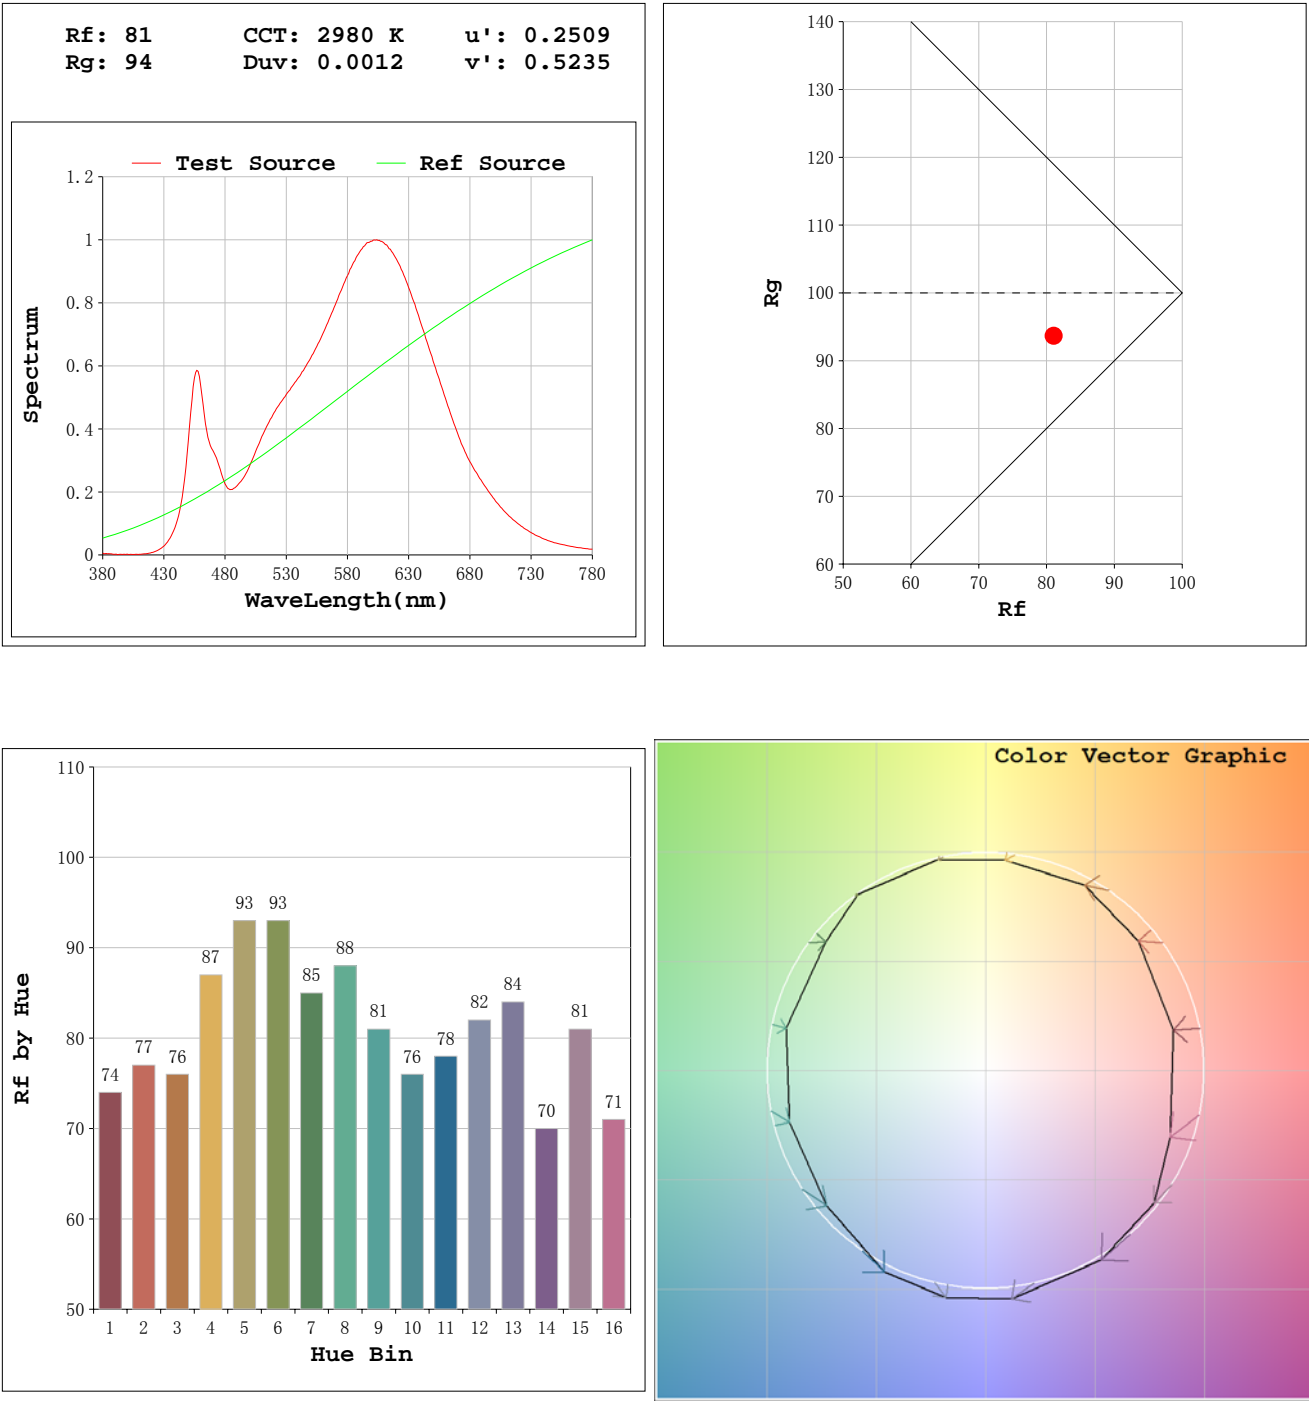 Rf: 81 CCT: 2980 K u': 0.2509
Rg: 94 Duv: 0.0012 v': 0.5235
Test Source Ref Source
1.2
1
0.8
0.6
0.4
0.2
0
Spectrum
380 430 480 530 580 630 680 730 780
WaveLength(nm)
140
130
120
110
100
90
80
70
60
Rg
50 60 70 80 90 100
Rf
110
100
90
80
70
60
50
Rf by Hue
74 77 76 87 93 93 85 88 81 76 78 82 84 70 81 71
1 2 3 4 5 6 7 8 9 10 11 12 13 14 15 16
Hue Bin
Color Vector Graphic